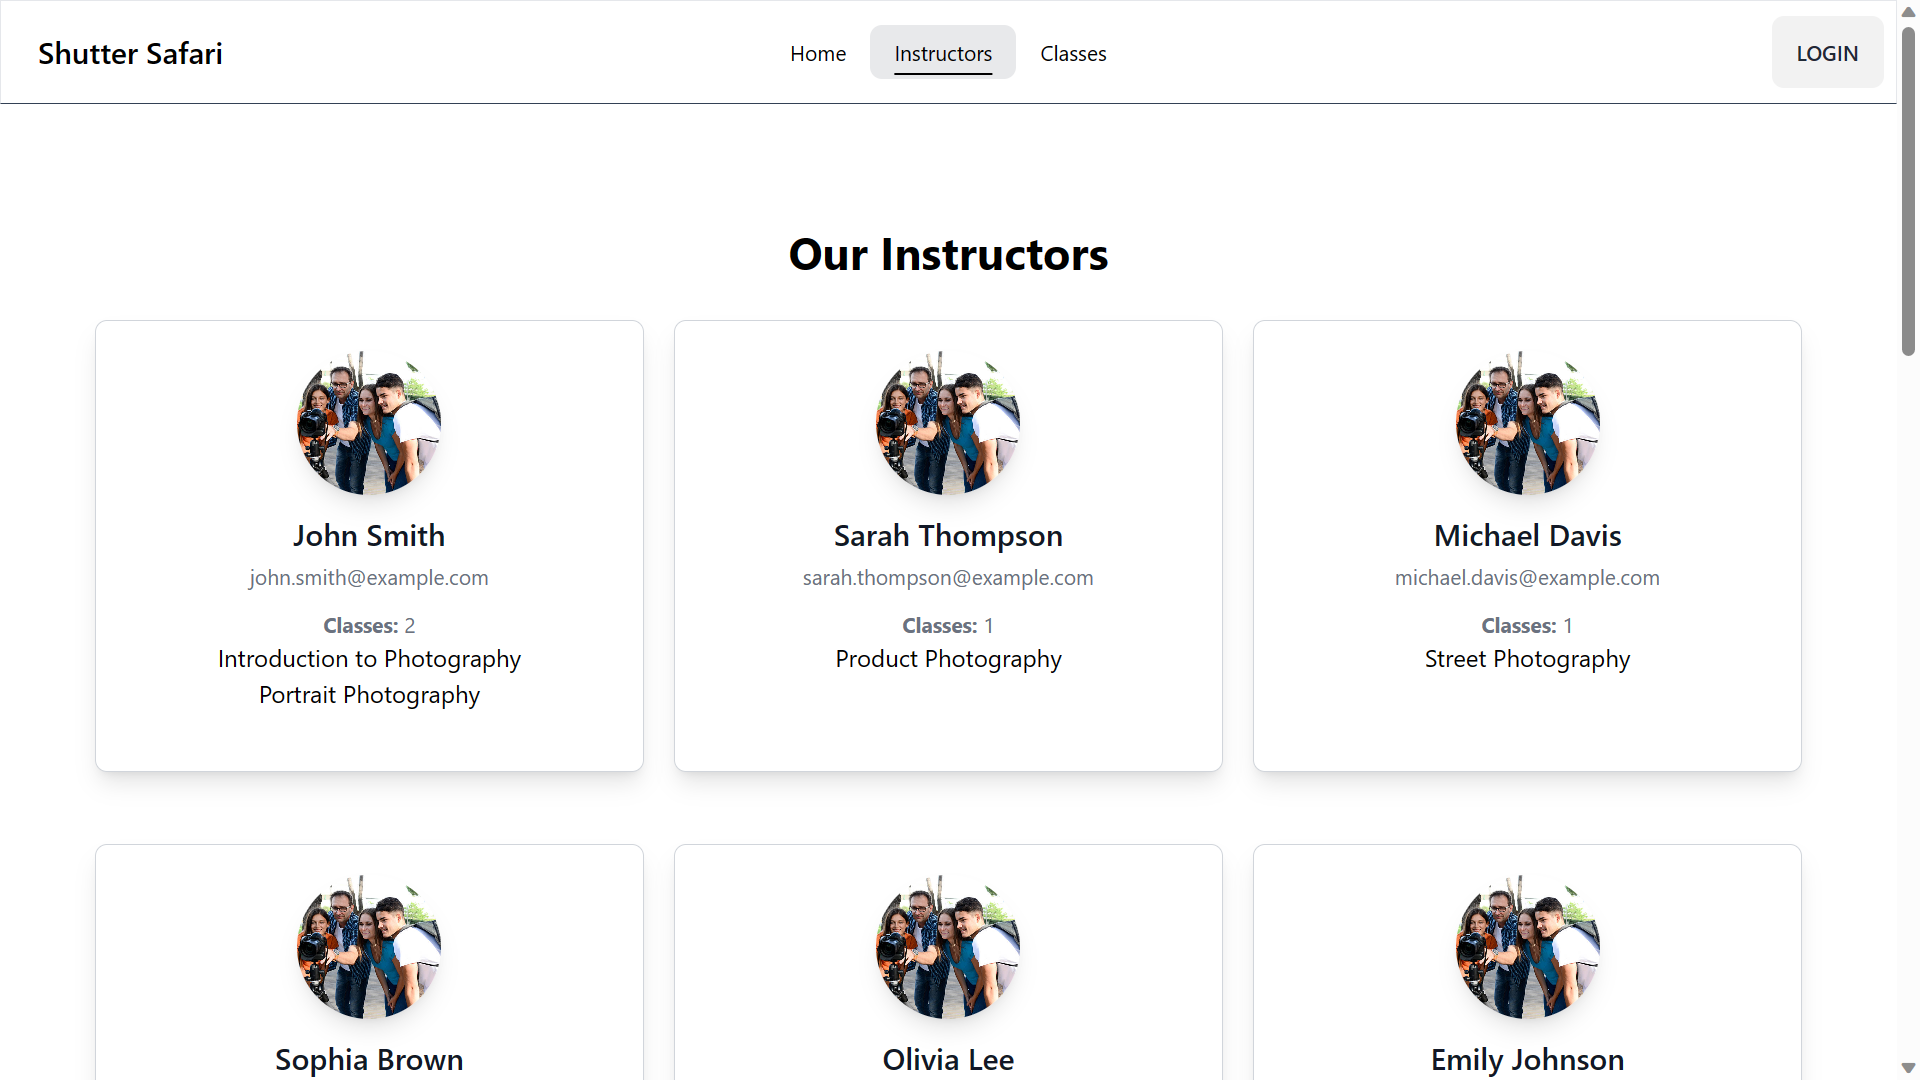 Shutter Safari
Home
Instructors
Classes
LOGIN
Our Instructors
John Smith
john.smith@example.com
Classes: 2
Introduction to Photography
Portrait Photography
Sarah Thompson
sarah.thompson@example.com
Classes: 1
Product Photography
Michael Davis
michael.davis@example.com
Classes: 1
Street Photography
Sophia Brown
Olivia Lee
Emily Johnson